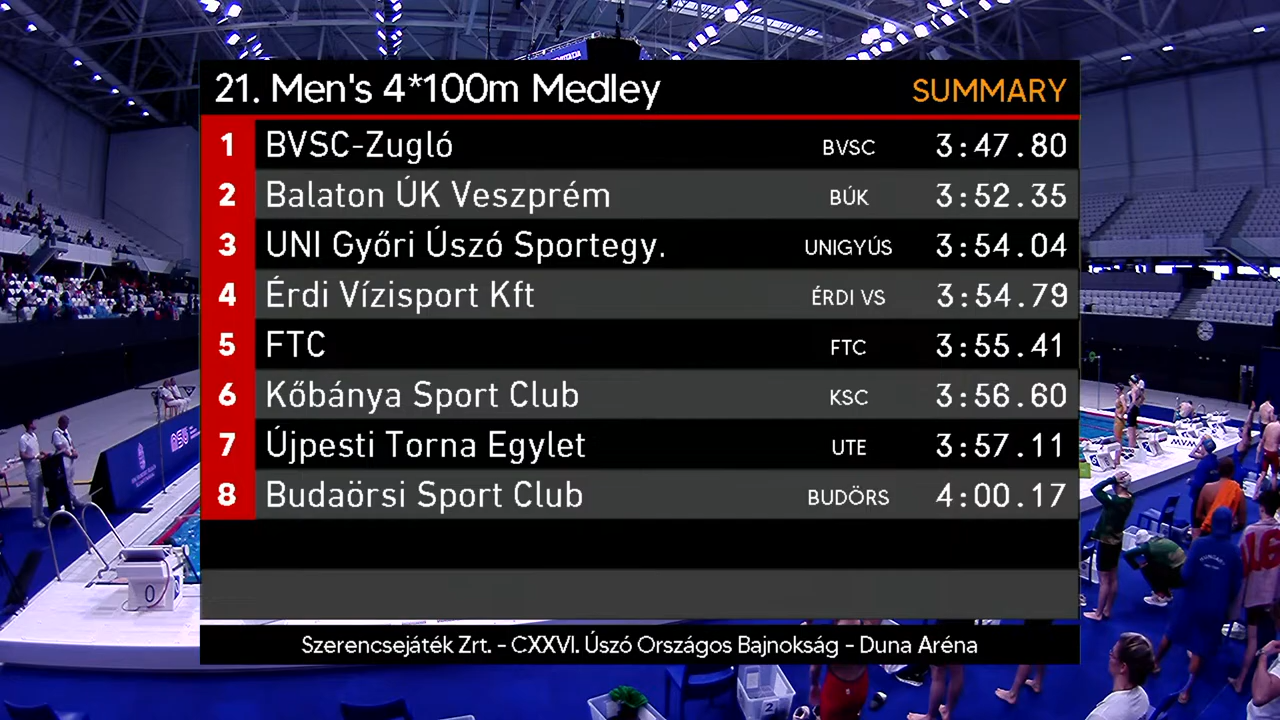 21. Men's 4*100m Medley SUMMARY
1 BVSC-Zugló BVSC 3:47.80
2 Balaton ÚK Veszprém BÚK 3:52.35
3 UNI Győri Úszó Sportegy. UNIGYÚS 3:54.04
4 Érdi Vízisport Kft ÉRDI VS 3:54.79
5 FTC FTC 3:55.41
6 Kőbánya Sport Club KSC 3:56.60
7 Újpesti Torna Egylet UTE 3:57.11
8 Budaörsi Sport Club BUDÖRS 4:00.17
Szerencsejáték Zrt. - CXXVI. Úszó Országos Bajnokság - Duna Aréna
0
2